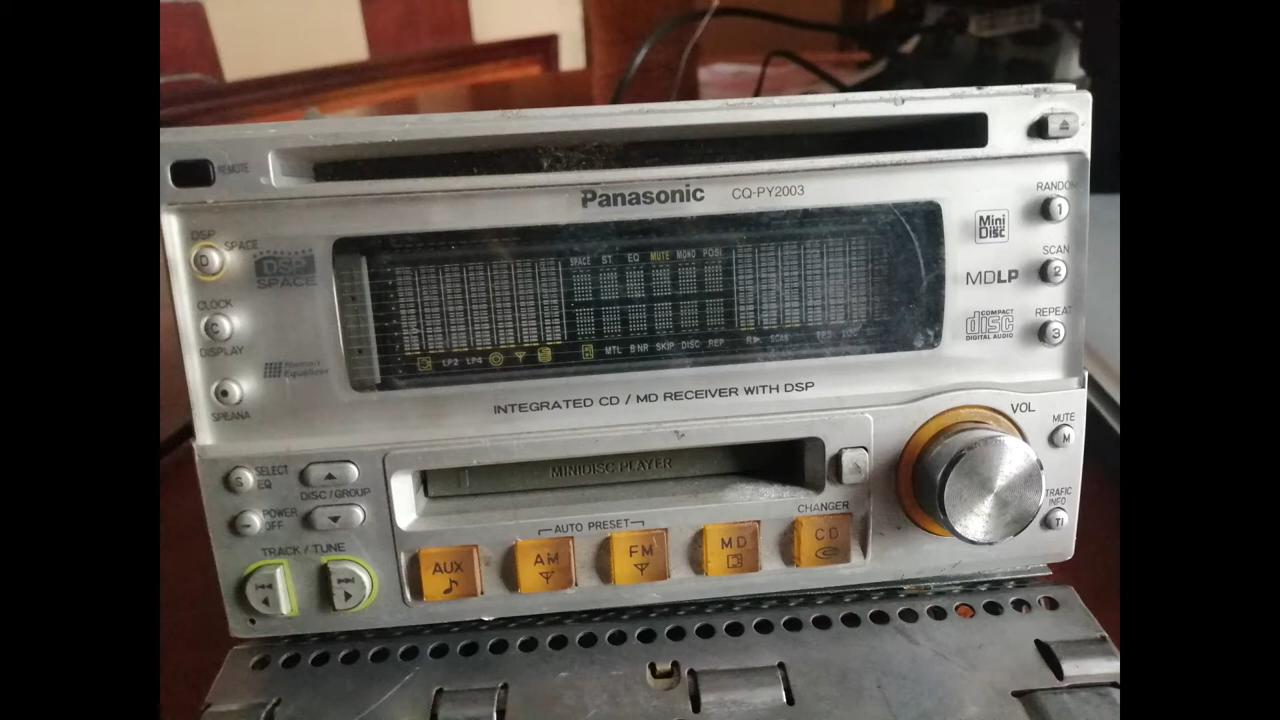 REMOTE
Panasonic CQ-PY2003
RANDOM
1
DSP
D
SPACE
DSP
SPACE
Mini
Disc
SCAN
2
MDLP
CLOCK
C
DISPLAY
REPEAT
3
COMPACT
disc
DIGITAL AUDIO
SPACE ST EQ MUTE MONO POSI
LP2 LP4 MTL B·NR SKIP DISC REP SCAN
Equalizer
SPEANA
INTEGRATED CD / MD RECEIVER WITH DSP
VOL
MUTE
M
S
SELECT
EQ
DISC / GROUP
MINIDISC PLAYER
POWER
OFF
TRAFIC
INFO
TI
TRACK / TUNE
AUTO PRESET
CHANGER
AUX AM FM MD CD